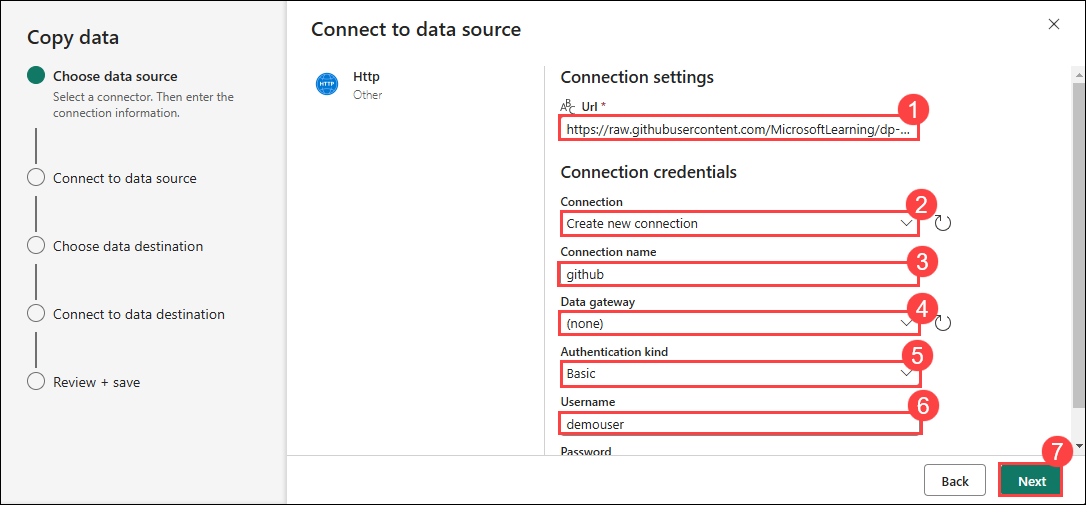 Copy data
Choose data source
Select a connector. Then enter the
connection information.
Connect to data source
Choose data destination
Connect to data destination
Review + save
Connect to data source
HTTP
Http
Other
Connection settings
ABC Url *
1
https://raw.githubusercontent.com/MicrosoftLearning/dp-...
Connection credentials
Connection
2
Create new connection
Connection name
3
github
Data gateway
4
(none)
Authentication kind
5
Basic
Username
6
demouser
Password
7
Back
Next